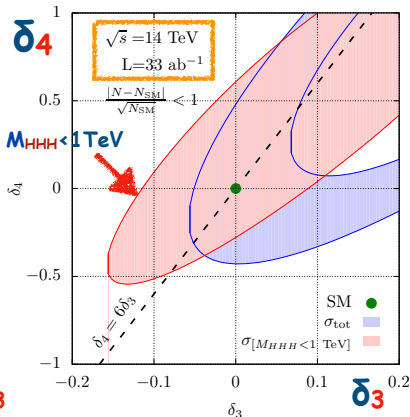 δ4
√s =14 TeV
L=33 ab⁻¹
|N−N_SM| / √N_SM < 1
M_HHH<1TeV
δ₄
1
0.5
0
−0.5
−1
δ₄ = 6δ₃
SM
σ_tot
σ_[M_HHH<1 TeV]
−0.2
−0.1
0
0.1
0.2
δ₃
δ3
3